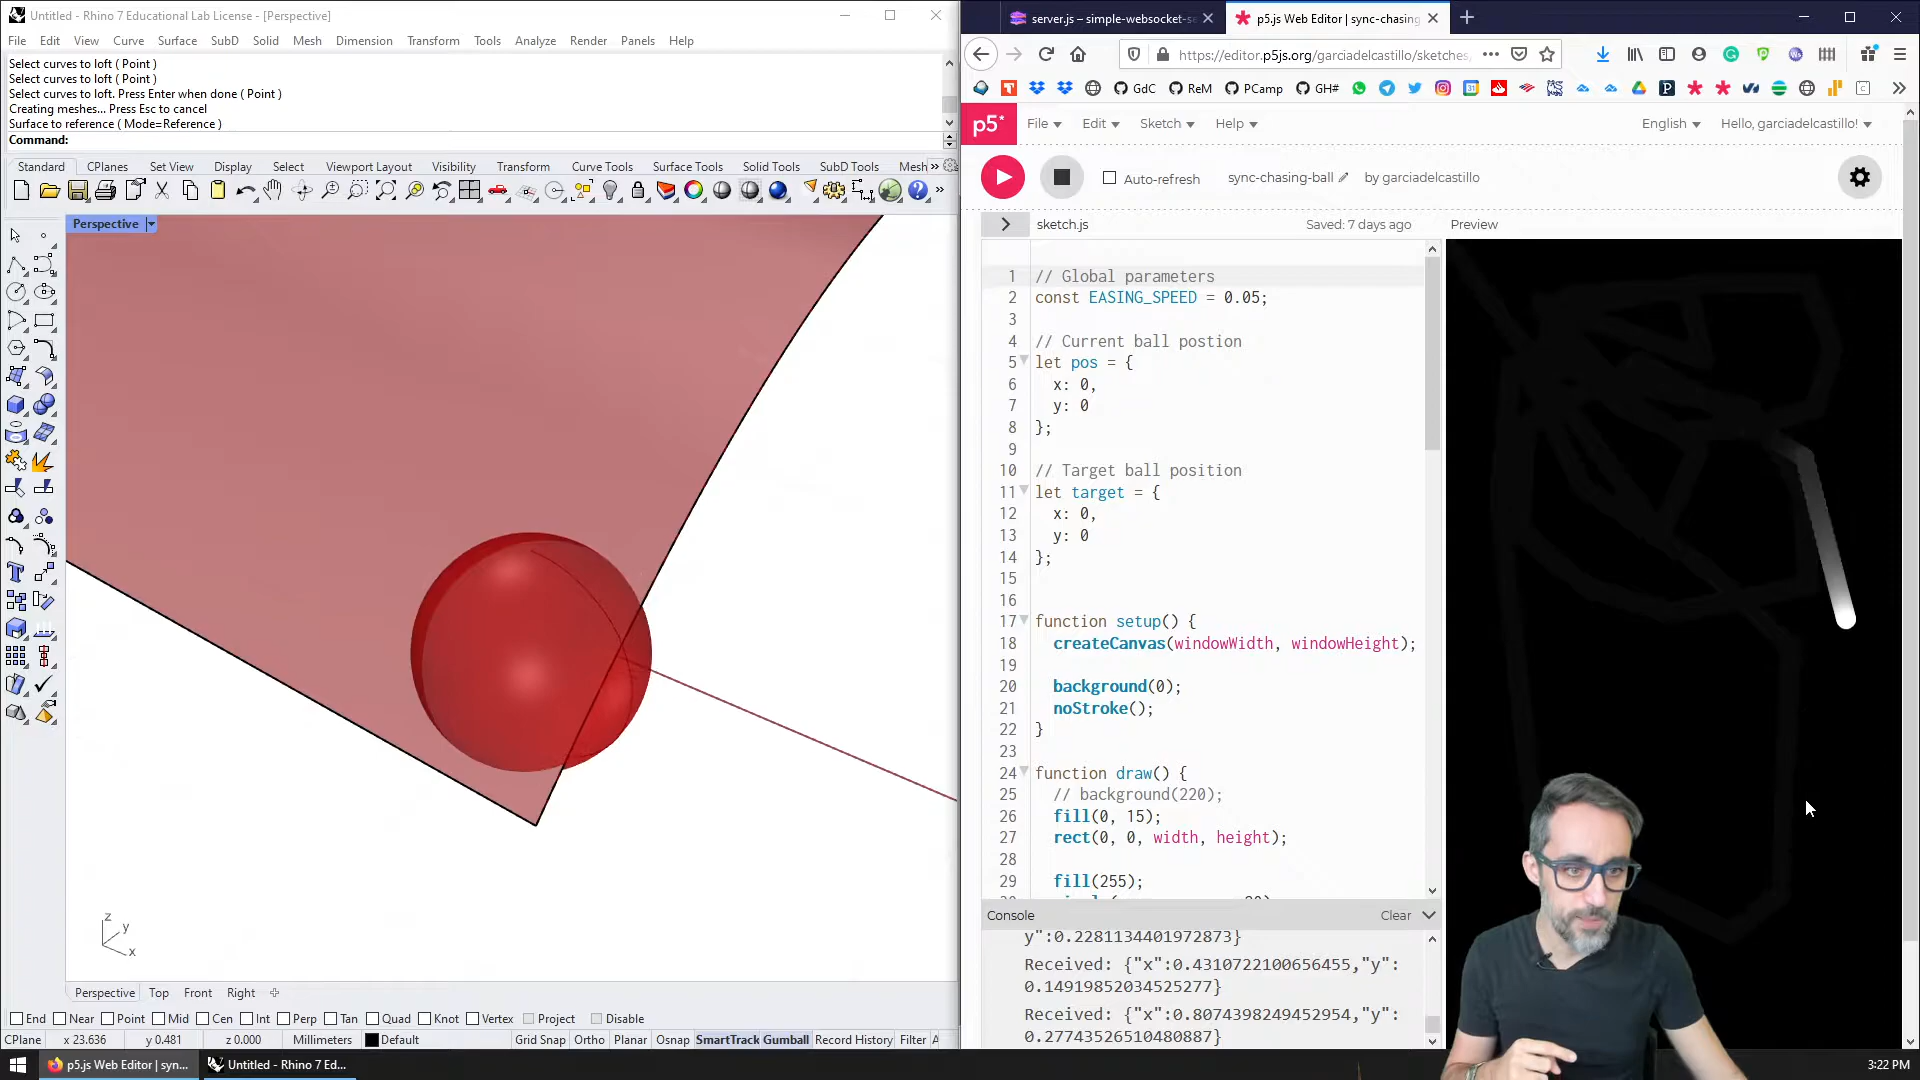 Untitled - Rhino 7 Educational Lab License - [Perspective]
File Edit View Curve Surface SubD Solid Mesh Dimension Transform Tools Analyze Render Panels Help
Select curves to loft ( Point )
Select curves to loft ( Point )
Select curves to loft. Press Enter when done ( Point )
Creating meshes... Press Esc to cancel
Surface to reference ( Mode=Reference )
Command:
Standard CPlanes Set View Display Select Viewport Layout Visibility Transform Curve Tools Surface Tools Solid Tools SubD Tools Mesh »
Perspective
z
y
x
Perspective Top Front Right
End Near Point Mid Cen Int Perp Tan Quad Knot Vertex Project Disable
CPlane x 23.636 y 0.481 z 0.000 Millimeters Default Grid Snap Ortho Planar Osnap SmartTrack Gumball Record History Filter A
server.js – simple-websocket-se
p5.js Web Editor | sync-chasing
https://editor.p5js.org/garciadelcastillo/sketches,
GdC ReM PCamp GH#
p5* File Edit Sketch Help English Hello, garciadelcastillo!
Auto-refresh sync-chasing-ball by garciadelcastillo
sketch.js Saved: 7 days ago Preview
1 // Global parameters
2 const EASING_SPEED = 0.05;
3
4 // Current ball postion
5 let pos = {
6 x: 0,
7 y: 0
8 };
9
10 // Target ball position
11 let target = {
12 x: 0,
13 y: 0
14 };
15
16
17 function setup() {
18 createCanvas(windowWidth, windowHeight);
19
20 background(0);
21 noStroke();
22 }
23
24 function draw() {
25 // background(220);
26 fill(0, 15);
27 rect(0, 0, width, height);
28
29 fill(255);
Console Clear
y":0.2281134401972873}
Received: {"x":0.4310722100656455,"y":
0.14919852034525277}
Received: {"x":0.8074398249452954,"y":
0.27743526510480887}
p5.js Web Editor | syn...
Untitled - Rhino 7 Ed...
3:22 PM